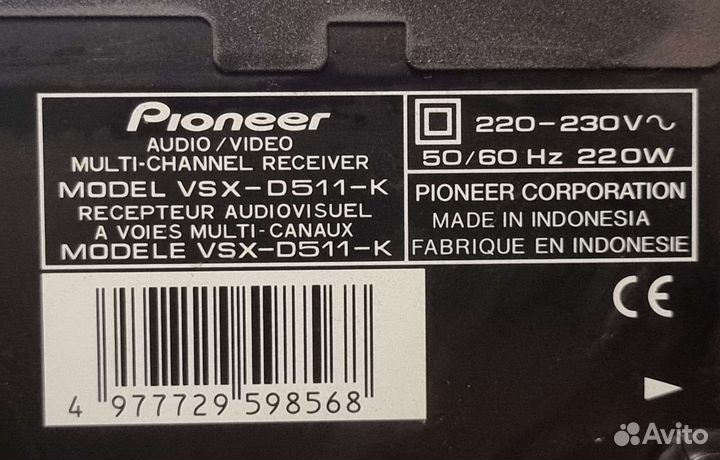 Pioneer
AUDIO/VIDEO
MULTI-CHANNEL RECEIVER
MODEL VSX-D511-K
RECEPTEUR AUDIOVISUEL
A VOIES MULTI-CANAUX
MODELE VSX-D511-K
220-230V~
50/60 Hz 220W
PIONEER CORPORATION
MADE IN INDONESIA
FABRIQUE EN INDONESIE
CE
4 977729 598568
Avito